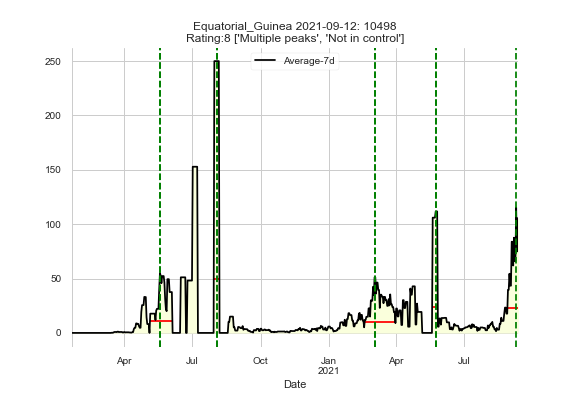 Equatorial_Guinea 2021-09-12: 10498
Rating:8 ['Multiple peaks', 'Not in control']
Average-7d
250
200
150
100
50
0
Apr Jul Oct Jan Apr Jul
2021
Date